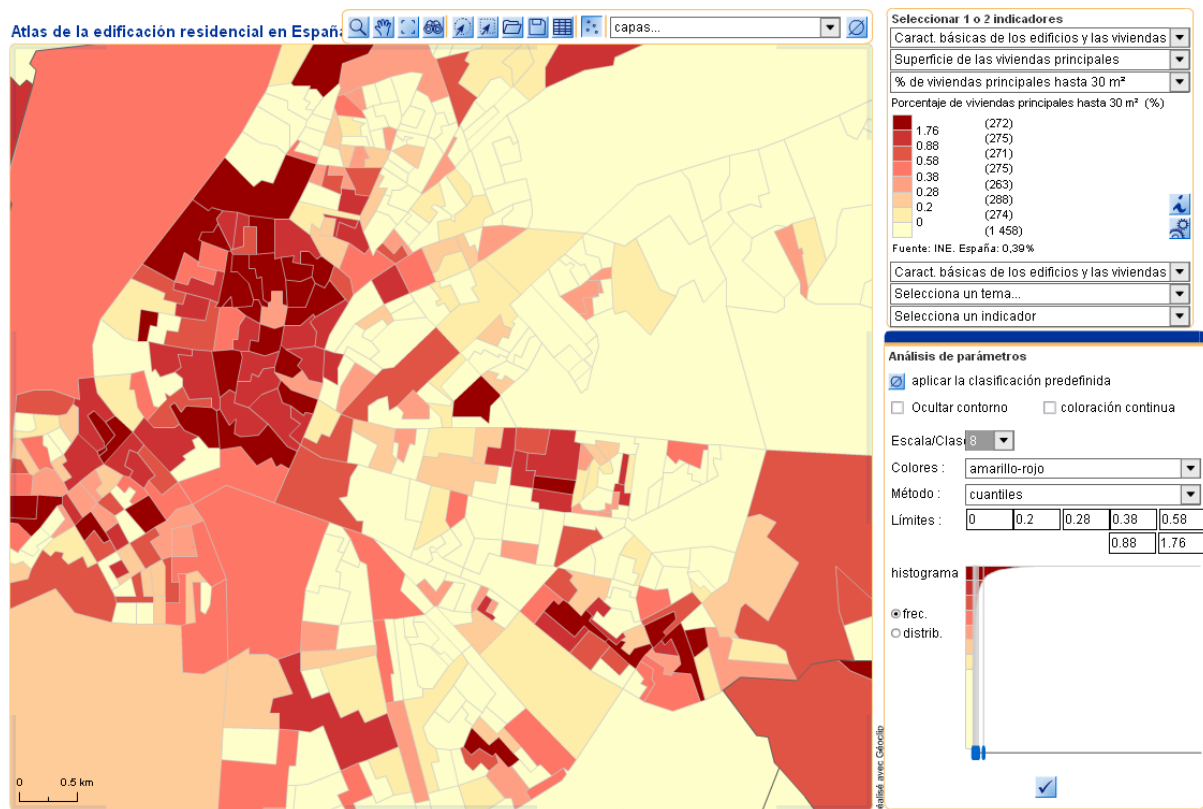 Atlas de la edificación residencial en España
capas...
0 0.5 km
Seleccionar 1 o 2 indicadores
Caract. básicas de los edificios y las viviendas
Superficie de las viviendas principales
% de viviendas principales hasta 30 m²
Porcentaje de viviendas principales hasta 30 m² (%)
(272)
1.76
(275)
0.88
(271)
0.58
(275)
0.38
(263)
0.28
(288)
0.2
(274)
0
(1 458)
Fuente: INE. España: 0,39%
Caract. básicas de los edificios y las viviendas
Selecciona un tema...
Selecciona un indicador
Análisis de parámetros
aplicar la clasificación predefinida
Ocultar contorno coloración continua
Escala/Clas 8
Colores : amarillo-rojo
Método : cuantiles
Límites : 0 0.2 0.28 0.38 0.58
0.88 1.76
histograma
frec.
distrib.
éalisé avec Géoclip